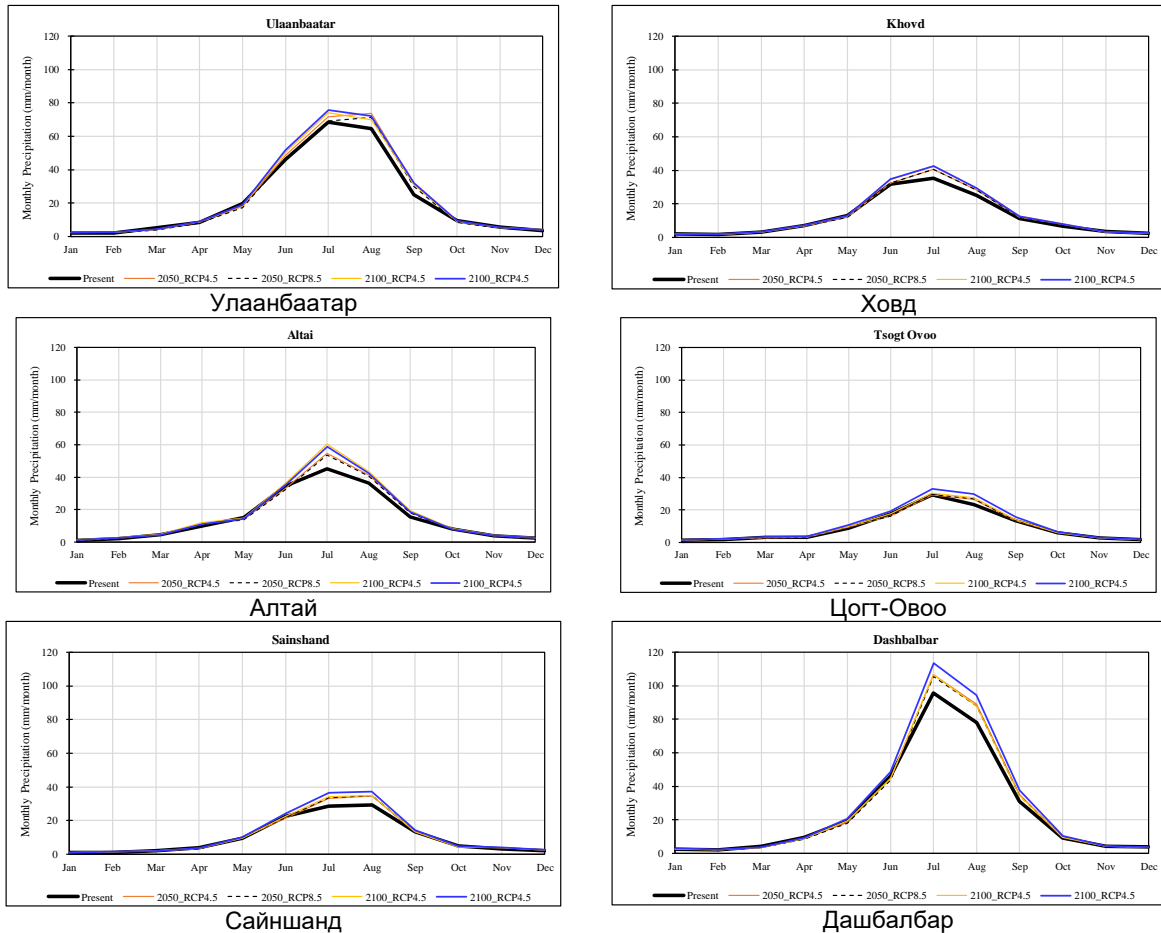 Ulaanbaatar
Monthly Precipitation (mm/month)
120
100
80
60
40
20
0
Jan Feb Mar Apr May Jun Jul Aug Sep Oct Nov Dec
Present 2050_RCP4.5 2050_RCP8.5 2100_RCP4.5 2100_RCP4.5
Улаанбаатар
Khovd
Monthly Precipitation (mm/month)
120
100
80
60
40
20
0
Jan Feb Mar Apr May Jun Jul Aug Sep Oct Nov Dec
Present 2050_RCP4.5 2050_RCP8.5 2100_RCP4.5 2100_RCP4.5
Ховд
Altai
Monthly Precipitation (mm/month)
120
100
80
60
40
20
0
Jan Feb Mar Apr May Jun Jul Aug Sep Oct Nov Dec
Present 2050_RCP4.5 2050_RCP8.5 2100_RCP4.5 2100_RCP4.5
Алтай
Tsogt Ovoo
Monthly Precipitation (mm/month)
120
100
80
60
40
20
0
Jan Feb Mar Apr May Jun Jul Aug Sep Oct Nov Dec
Present 2050_RCP4.5 2050_RCP8.5 2100_RCP4.5 2100_RCP4.5
Цогт-Овоо
Sainshand
Monthly Precipitation (mm/month)
120
100
80
60
40
20
0
Jan Feb Mar Apr May Jun Jul Aug Sep Oct Nov Dec
Present 2050_RCP4.5 2050_RCP8.5 2100_RCP4.5 2100_RCP4.5
Сайншанд
Dashbalbar
Monthly Precipitation (mm/month)
120
100
80
60
40
20
0
Jan Feb Mar Apr May Jun Jul Aug Sep Oct Nov Dec
Present 2050_RCP4.5 2050_RCP8.5 2100_RCP4.5 2100_RCP4.5
Дашбалбар